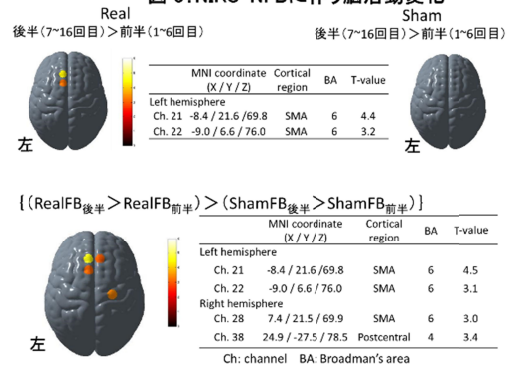 Real
後半(7~16回目)>前半(1~6回目)
Sham
後半(7~16回目)>前半(1~6回目)
MNI coordinate (X / Y / Z) Cortical region BA T-value
Left hemisphere
Ch. 21 -8.4 / 21.6 /69.8 SMA 6 4.4
Ch. 22 -9.0 / 6.6 / 76.0 SMA 6 3.2
左
左
{(RealFB後半>RealFB前半)>(ShamFB後半>ShamFB前半)}
MNI coordinate (X / Y / Z) Cortical region BA T-value
Left hemisphere
Ch. 21 -8.4 / 21.6/69.8 SMA 6 4.5
Ch. 22 -9.0 / 6.6 / 76.0 SMA 6 3.1
Right hemisphere
Ch. 28 7.4 / 21.5 /69.9 SMA 6 3.0
Ch. 38 24.9 / -27.5 / 78.5 Postcentral 4 3.4
左
Ch: channel BA: Broadman's area